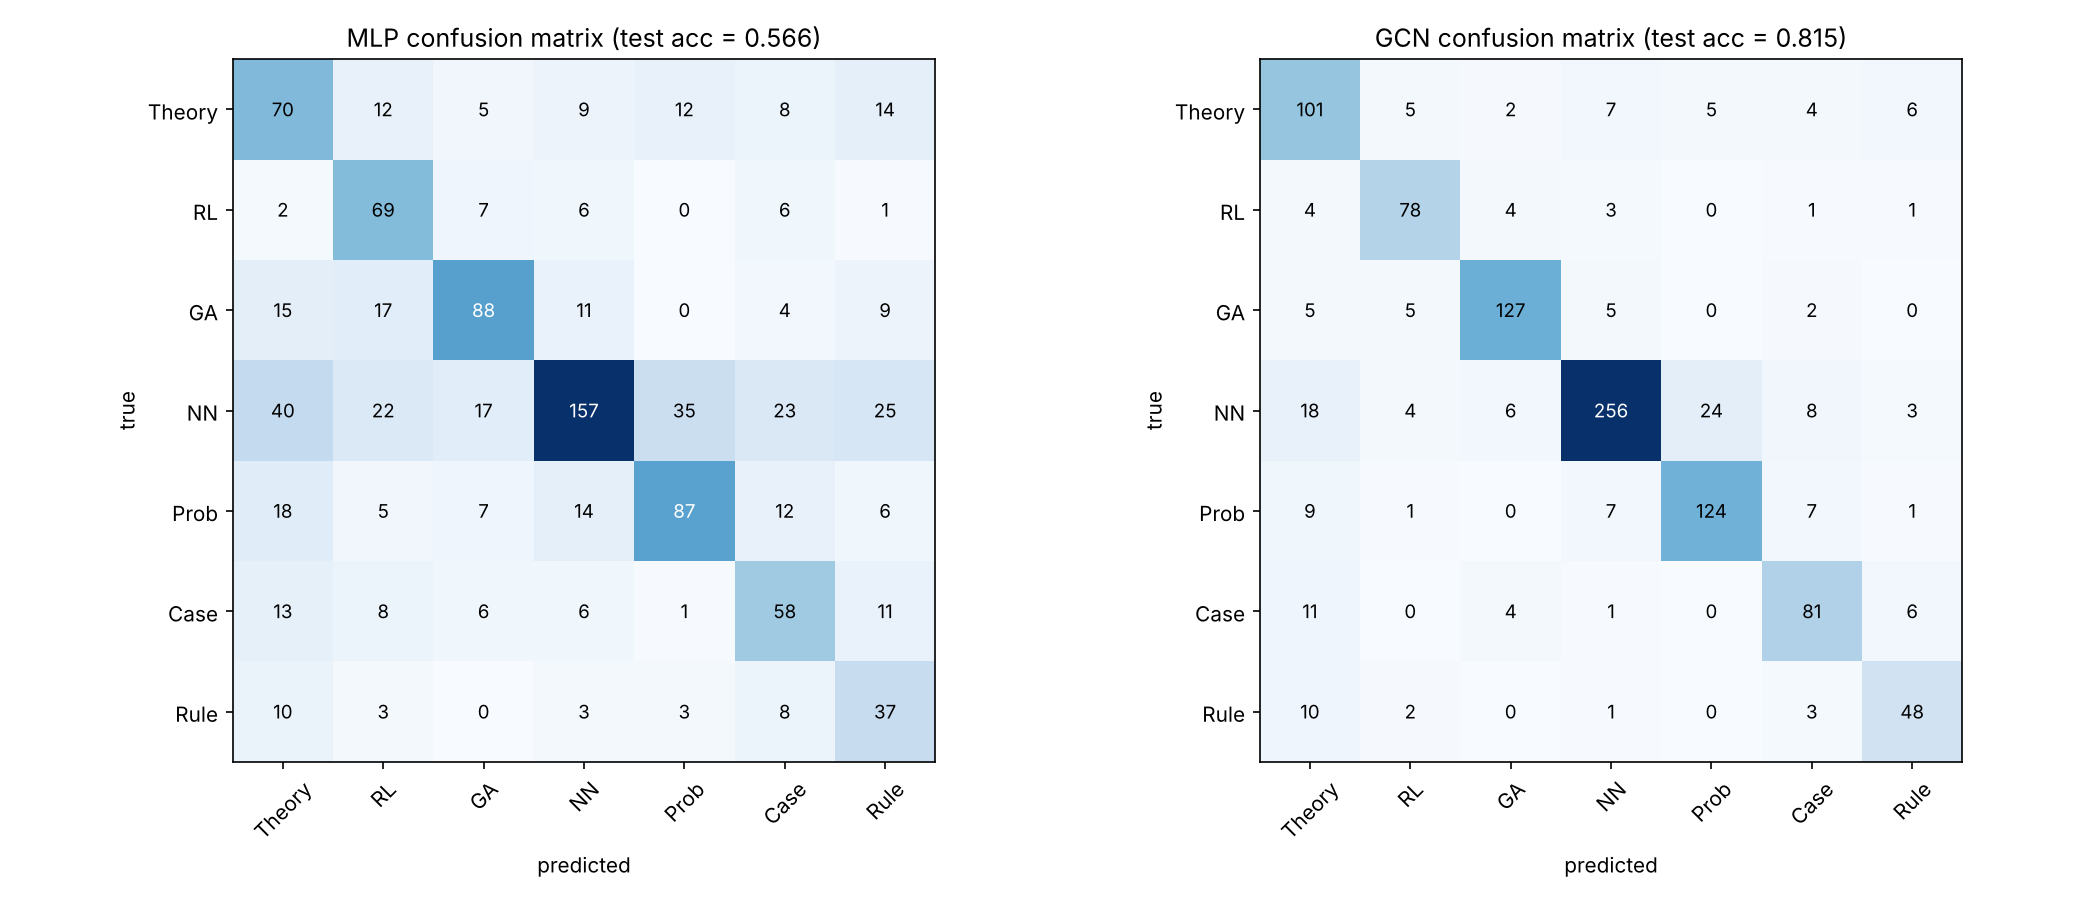 MLP confusion matrix (test acc = 0.566)
Theory 70 12 5 9 12 8 14
RL 2 69 7 6 0 6 1
GA 15 17 88 11 0 4 9
true
NN 40 22 17 157 35 23 25
Prob 18 5 7 14 87 12 6
Case 13 8 6 6 1 58 11
Rule 10 3 0 3 3 8 37
Theory RL GA NN Prob Case Rule
predicted
GCN confusion matrix (test acc = 0.815)
Theory 101 5 2 7 5 4 6
RL 4 78 4 3 0 1 1
GA 5 5 127 5 0 2 0
true
NN 18 4 6 256 24 8 3
Prob 9 1 0 7 124 7 1
Case 11 0 4 1 0 81 6
Rule 10 2 0 1 0 3 48
Theory RL GA NN Prob Case Rule
predicted